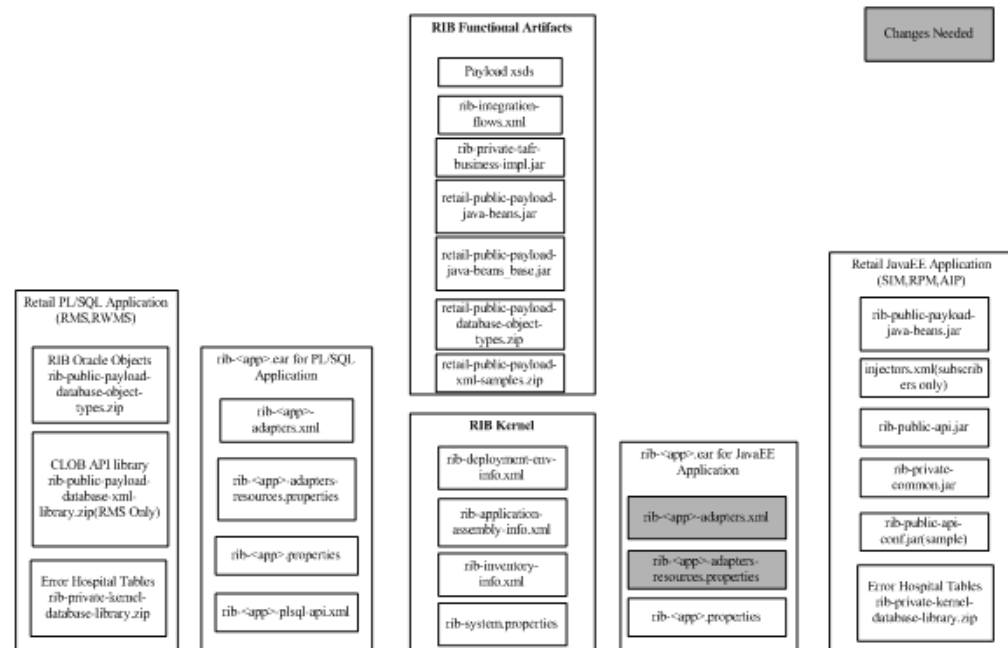 RIB Functional Artifacts
Payload xsds
rib-integration-
flows.xml
rib-private-tafr-
business-impl.jar
retail-public-payload-
java-beans.jar
retail-public-payload-
java-beans_base.jar
retail-public-payload-
database-object-
types.zip
retail-public-payload-
xml-samples.zip
Changes Needed
Retail PL/SQL Application
(RMS,RWMS)
RIB Oracle Objects
rib-public-payload-
database-object-
types.zip
CLOB API library
rib-public-payload-
database-xml-
library.zip(RMS Only)
Error Hospital Tables
rib-private-kernel-
database-library.zip
rib-<app>.ear for PL/SQL
Application
rib-<app>-
adapters.xml
rib-<app>-adapters-
resources.properties
rib-<app>.properties
rib-<app>-plsql-api.xml
RIB Kernel
rib-deployment-env-
info.xml
rib-application-
assembly-info.xml
rib-inventory-
info.xml
rib-system.properties
rib-<app>.ear for JavaEE
Application
rib-<app>-adapters.xml
rib-<app>-adapters-
resources.properties
rib-<app>.properties
Retail JavaEE Application
(SIM,RPM,AIP)
rib-public-payload-
java-beans.jar
injectors.xml(subscri
bers only)
rib-public-api.jar
rib-private-
common.jar
rib-public-api-
conf.jar(sample)
Error Hospital Tables
rib-private-kernel-
database-library.zip